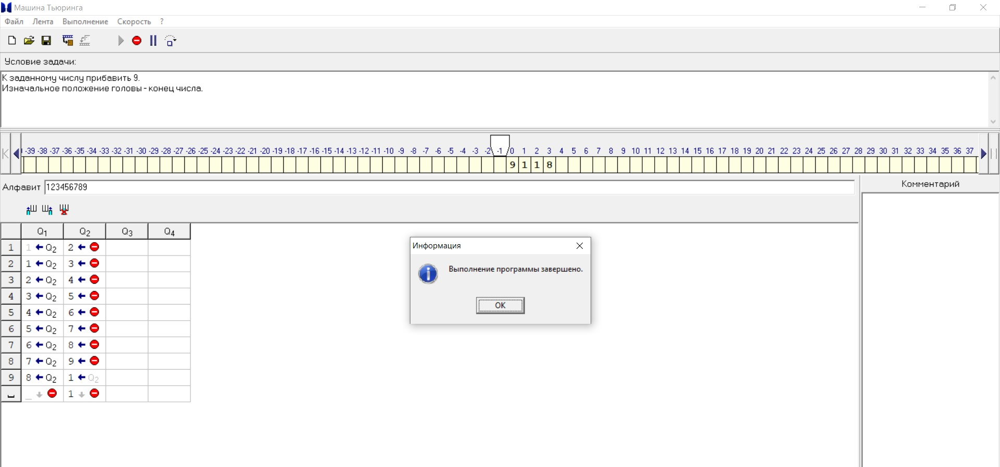 Машина Тьюринга
Файл Лента Выполнение Скорость ?
Условие задачи:
К заданному числу прибавить 9.
Изначальное положение головы - конец числа.
-39 -38 -37 -36 -35 -34 -33 -32 -31 -30 -29 -28 -27 -26 -25 -24 -23 -22 -21 -20 -19 -18 -17 -16 -15 -14 -13 -12 -11 -10 -9 -8 -7 -6 -5 -4 -3 -2 -1 0 1 2 3 4 5 6 7 8 9 10 11 12 13 14 15 16 17 18 19 20 21 22 23 24 25 26 27 28 29 30 31 32 33 34 35 36 37
9 1 1 8
Алфавит 123456789
Комментарий
Q1 Q2 Q3 Q4
1 1 ← Q2 2 ←
2 1 ← Q2 3 ←
3 2 ← Q2 4 ←
4 3 ← Q2 5 ←
5 4 ← Q2 6 ←
6 5 ← Q2 7 ←
7 6 ← Q2 8 ←
8 7 ← Q2 9 ←
9 8 ← Q2 1 ← Q2
_ ↓ 1 ↓
Информация
Выполнение программы завершено.
OK